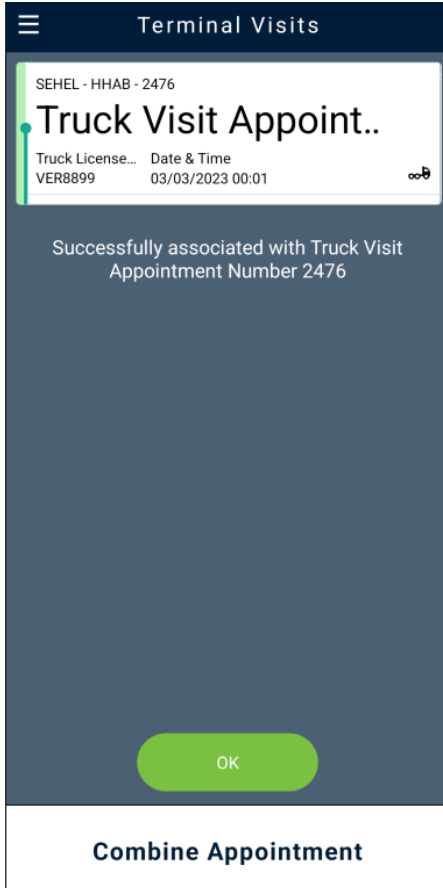 Terminal Visits
SEHEL - HHAB - 2476
Truck Visit Appoint..
Truck License... Date & Time
VER8899 03/03/2023 00:01
Successfully associated with Truck Visit
Appointment Number 2476
OK
Combine Appointment